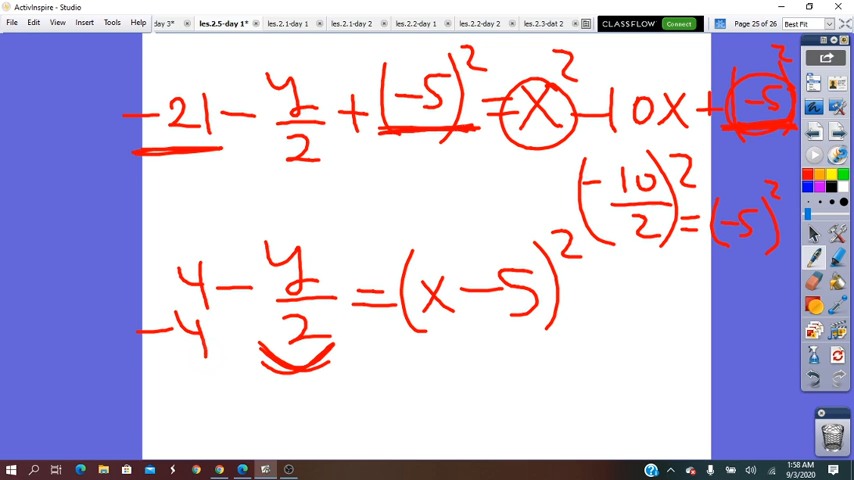 ActivInspire - Studio
File Edit View Insert Tools Help
day 3* les.2.5-day 1* les.2.1-day 1 les.2.1-day 2 les.2.2-day 1 les.2.2-day 2 les.2.3-dat 2 CLASSFLOW Connect Page 25 of 26 Best Fit
-21 - y/2 + (-5)² = x² - 10x + (-5)²
(-10/2)² = (-5)²
4 - y/2 = (x - 5)²
-4
1:58 AM
9/3/2020